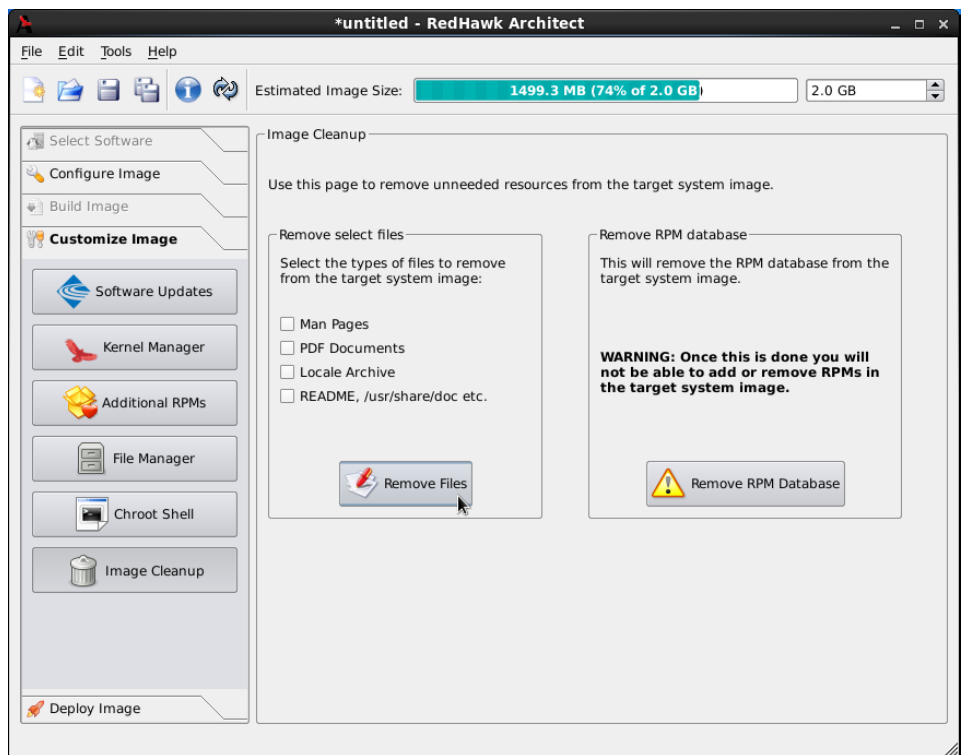 *untitled - RedHawk Architect
File Edit Tools Help
Estimated Image Size: 1499.3 MB (74% of 2.0 GB) 2.0 GB
Select Software
Configure Image
Build Image
Customize Image
Software Updates
Kernel Manager
Additional RPMs
File Manager
Chroot Shell
Image Cleanup
Deploy Image
Image Cleanup
Use this page to remove unneeded resources from the target system image.
Remove select files
Select the types of files to remove
from the target system image:
Man Pages
PDF Documents
Locale Archive
README, /usr/share/doc etc.
Remove Files
Remove RPM database
This will remove the RPM database from the
target system image.
WARNING: Once this is done you will
not be able to add or remove RPMs in
the target system image.
Remove RPM Database